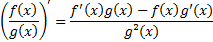 (f(x)/g(x))′ = (f′(x)g(x) − f(x)g′(x))/g²(x)